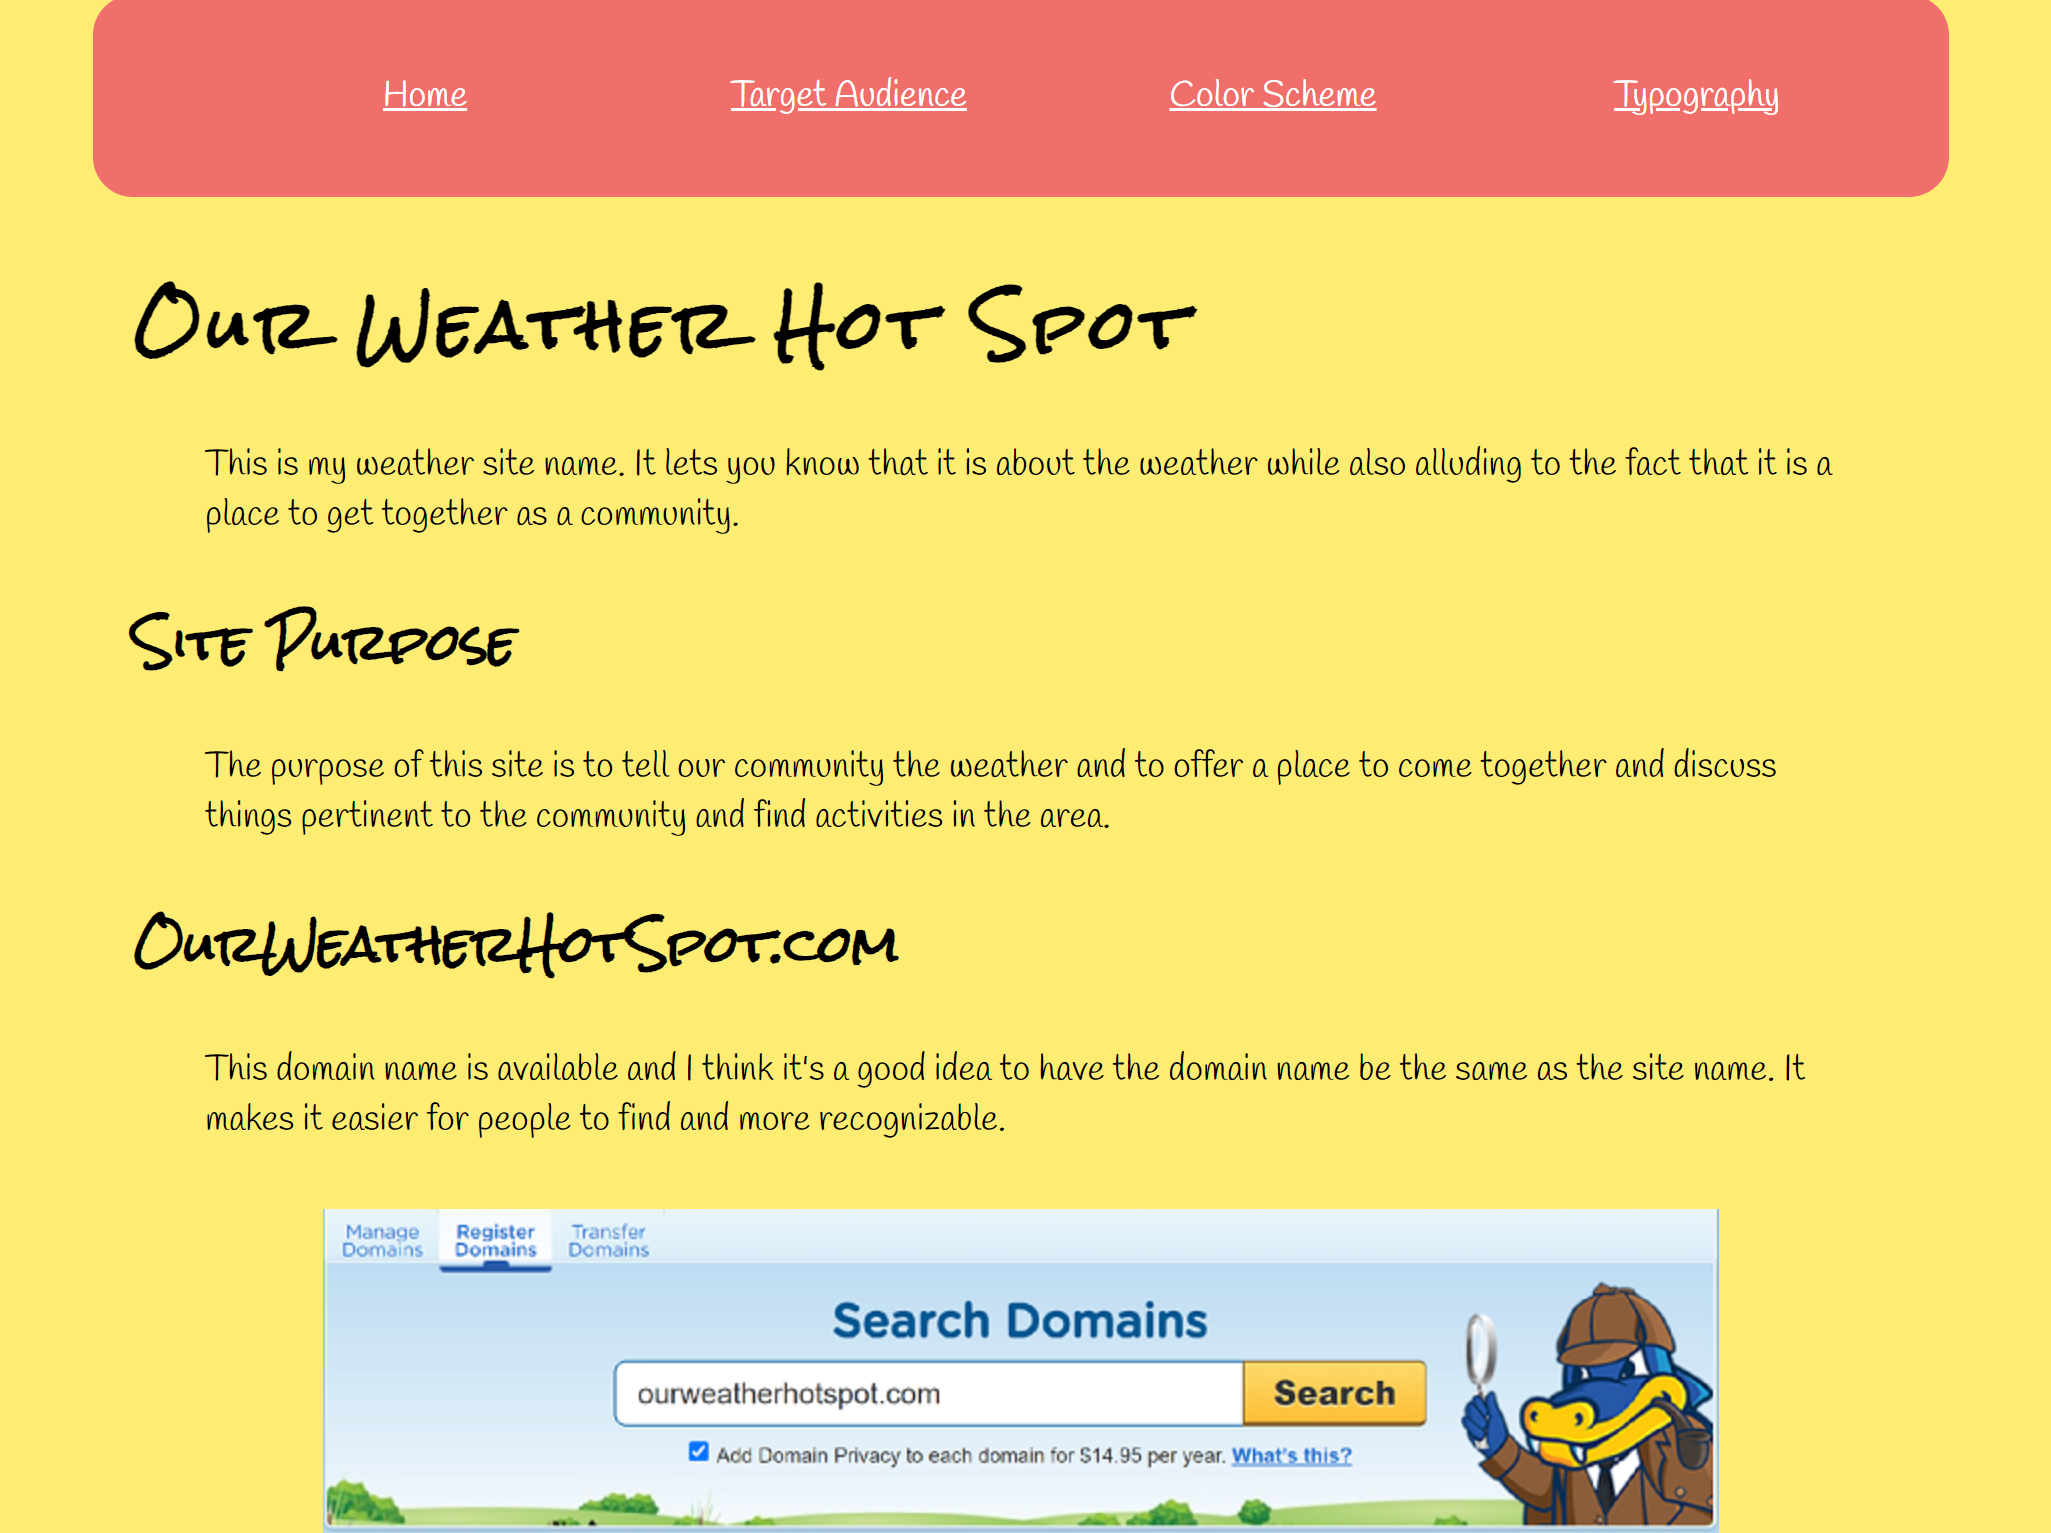 Home Target Audience Color Scheme Typography
Our Weather Hot Spot
This is my weather site name. It lets you know that it is about the weather while also alluding to the fact that it is a
place to get together as a community.
Site Purpose
The purpose of this site is to tell our community the weather and to offer a place to come together and discuss
things pertinent to the community and find activities in the area.
OurWeatherHotSpot.com
This domain name is available and I think it's a good idea to have the domain name be the same as the site name. It
makes it easier for people to find and more recognizable.
Manage Domains Register Domains Transfer Domains
Search Domains
ourweatherhotspot.com Search
Add Domain Privacy to each domain for $14.95 per year. What's this?